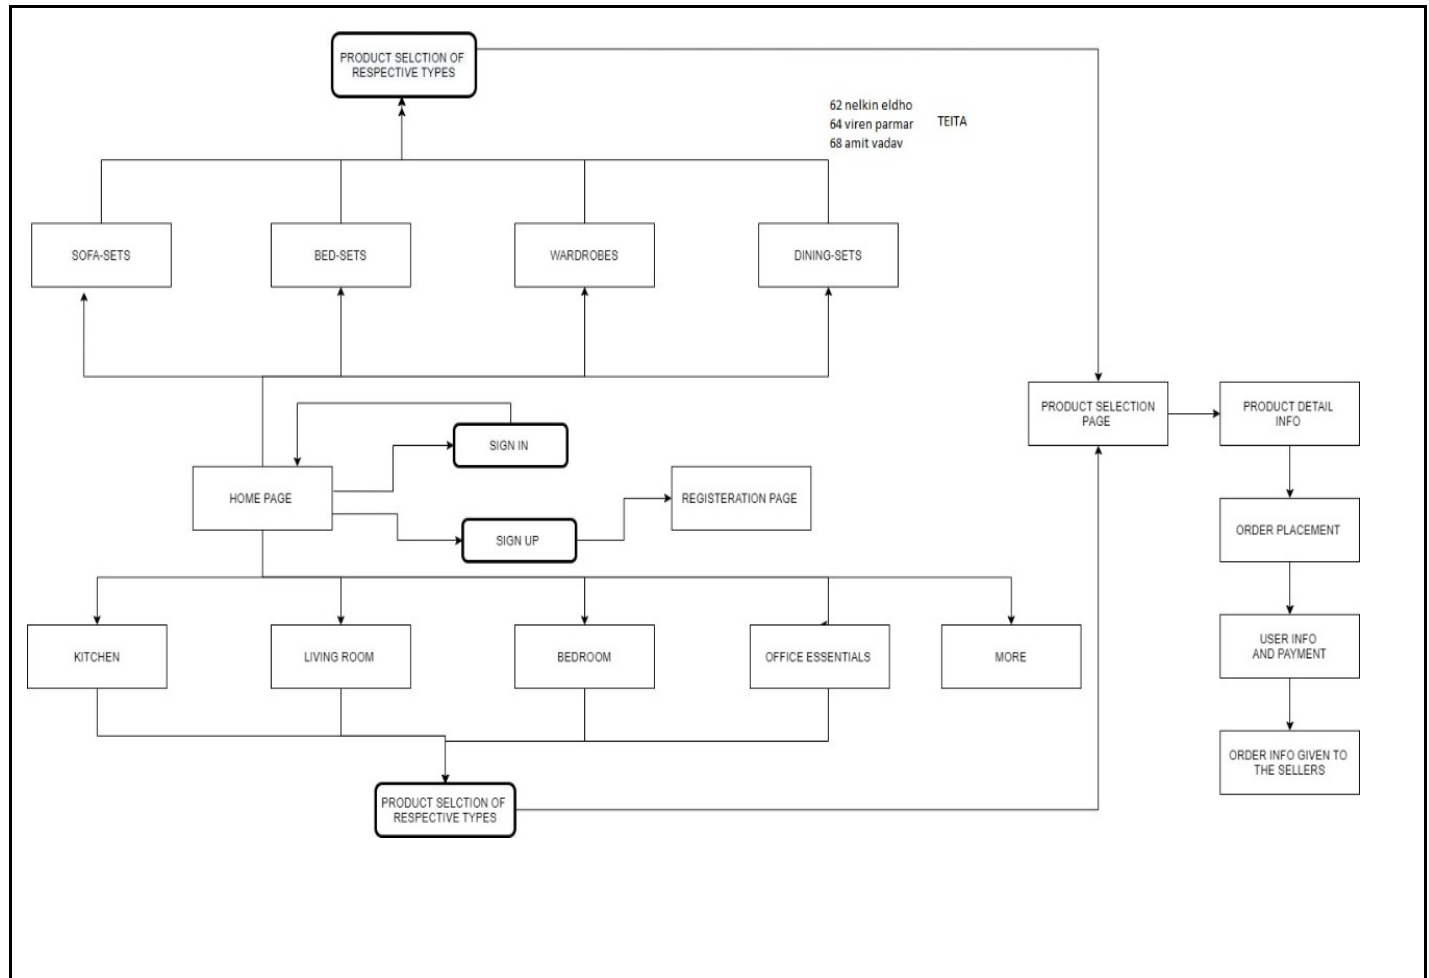 PRODUCT SELCTION OF
RESPECTIVE TYPES
62 nelkin eldho
64 viren parmar
68 amit vadav
TEITA
SOFA-SETS
BED-SETS
WARDROBES
DINING-SETS
PRODUCT SELECTION
PAGE
PRODUCT DETAIL
INFO
SIGN IN
HOME PAGE
REGISTERATION PAGE
SIGN UP
ORDER PLACEMENT
KITCHEN
LIVING ROOM
BEDROOM
OFFICE ESSENTIALS
MORE
USER INFO
AND PAYMENT
ORDER INFO GIVEN TO
THE SELLERS
PRODUCT SELCTION OF
RESPECTIVE TYPES